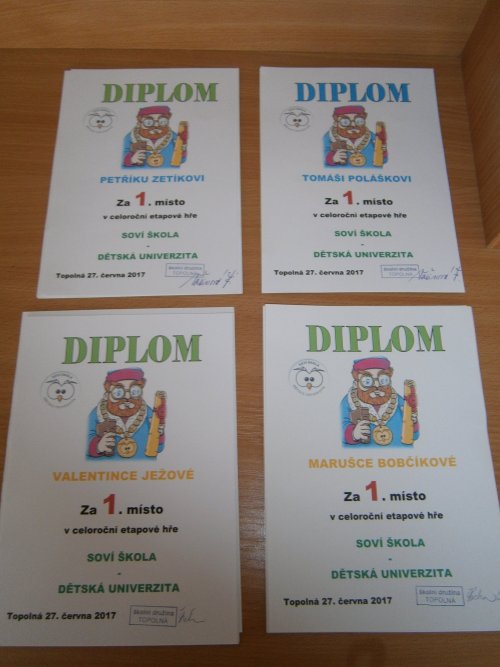 DIPLOM
PETŘÍKU ZETÍKOVI
Za 1. místo
v celoroční etapové hře
SOVÍ ŠKOLA
-
DĚTSKÁ UNIVERZITA
Topolná 27. června 2017
školní družina
TOPOLNÁ
DIPLOM
TOMÁŠI POLÁŠKOVI
Za 1. místo
v celoroční etapové hře
SOVÍ ŠKOLA
-
DĚTSKÁ UNIVERZITA
Topolná 27. června 2017
školní družina
TOPOLNÁ
DIPLOM
VALENTINCE JEŽOVÉ
Za 1. místo
v celoroční etapové hře
SOVÍ ŠKOLA
-
DĚTSKÁ UNIVERZITA
Topolná 27. června 2017
školní družina
TOPOLNÁ
DIPLOM
MARUŠCE BOBČÍKOVÉ
Za 1. místo
v celoroční etapové hře
SOVÍ ŠKOLA
-
DĚTSKÁ UNIVERZITA
Topolná 27. června 2017
školní družina
TOPOLNÁ